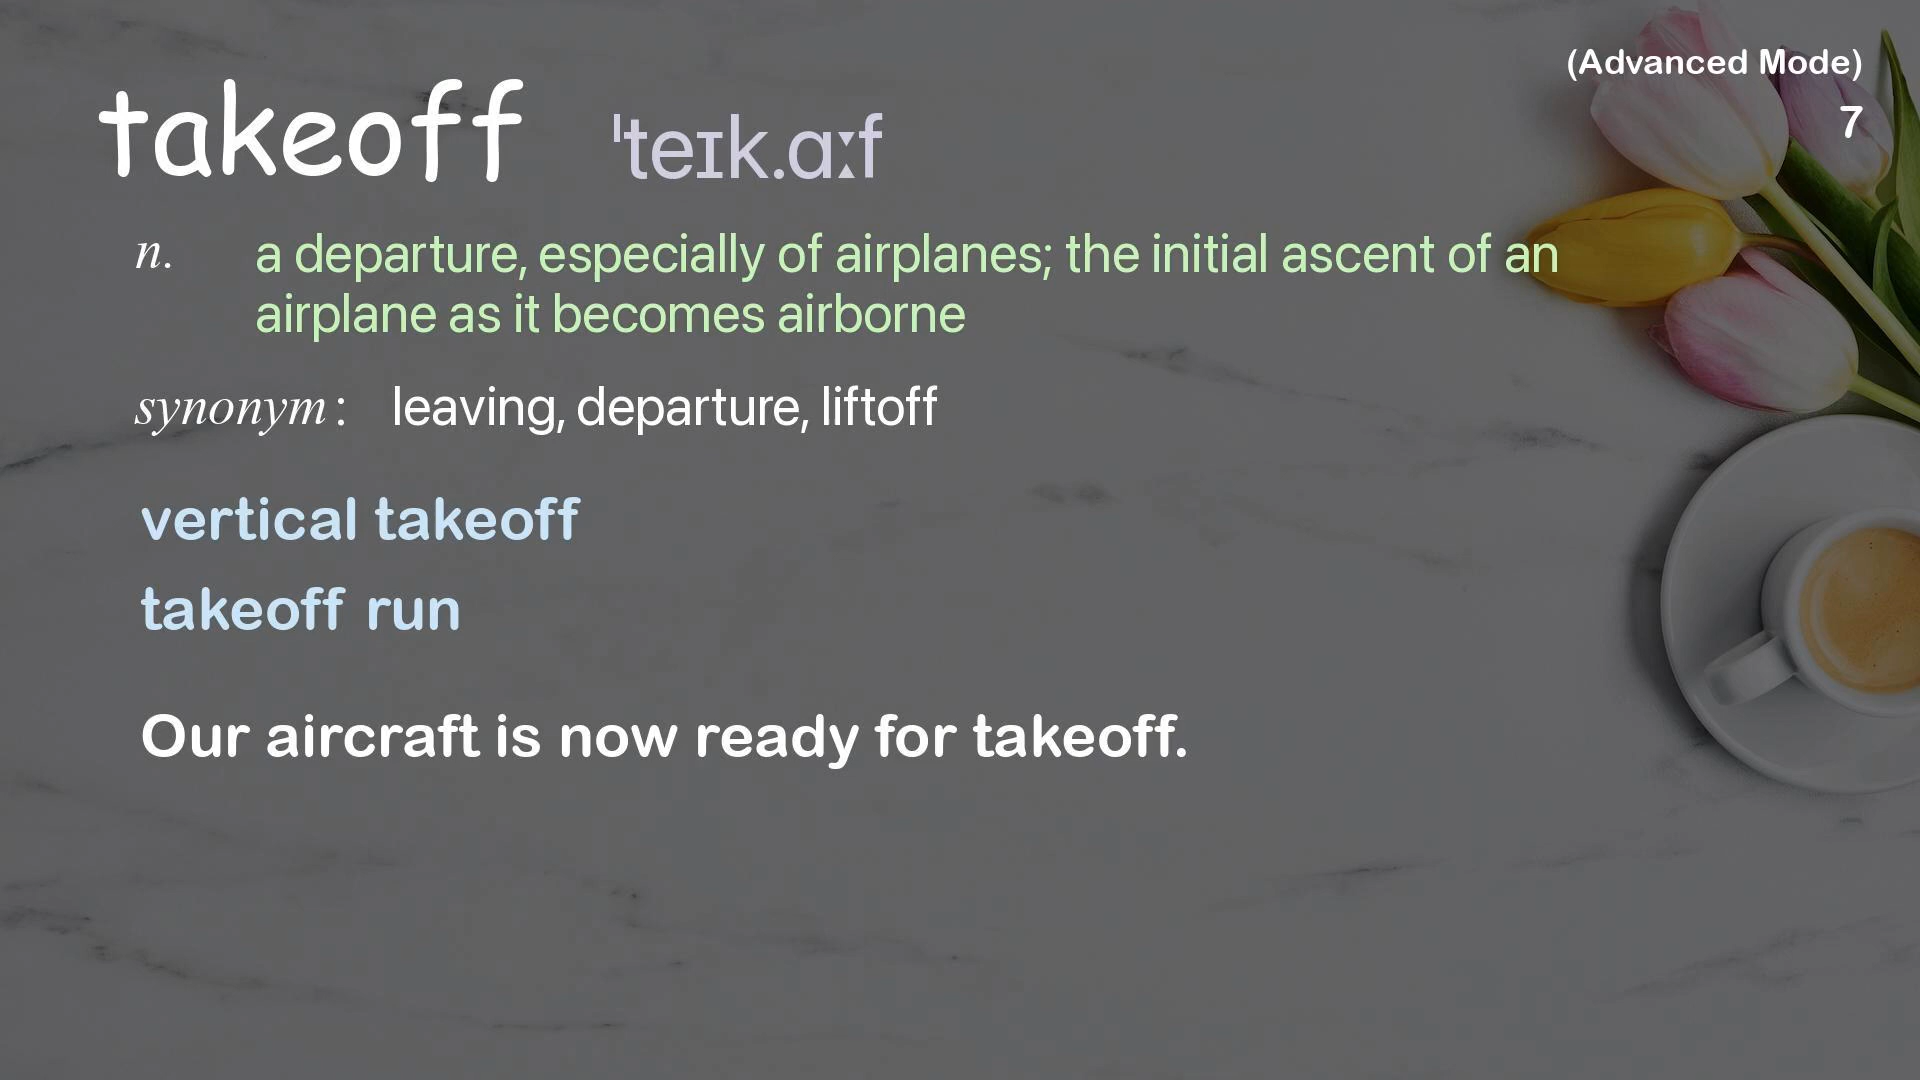 (Advanced Mode)
7
takeoff ˈteɪk.ɑːf
n. a departure, especially of airplanes; the initial ascent of an
airplane as it becomes airborne
synonym: leaving, departure, liftoff
vertical takeoff
takeoff run
Our aircraft is now ready for takeoff.